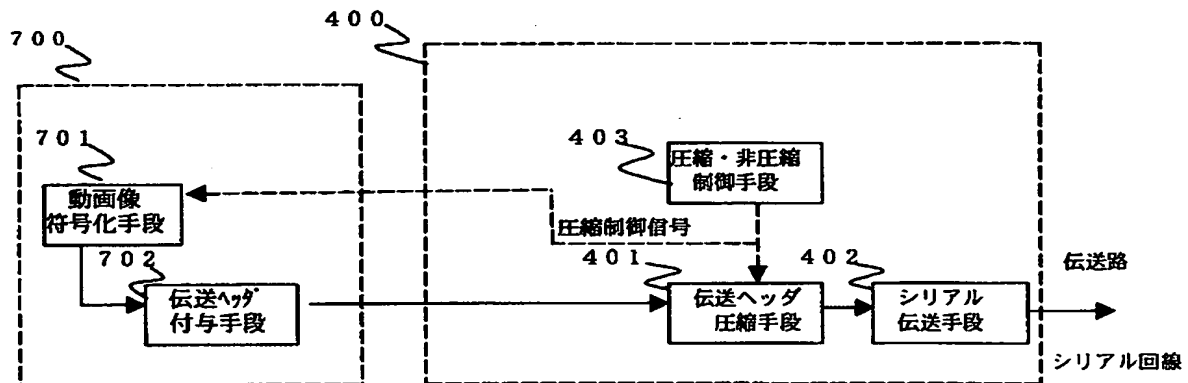 700
400
701
動画像
符号化手段
403
圧縮・非圧縮
制御手段
圧縮制御信号
702
伝送ヘッダ
付与手段
401
伝送ヘッダ
圧縮手段
402
シリアル
伝送手段
伝送路
シリアル回線